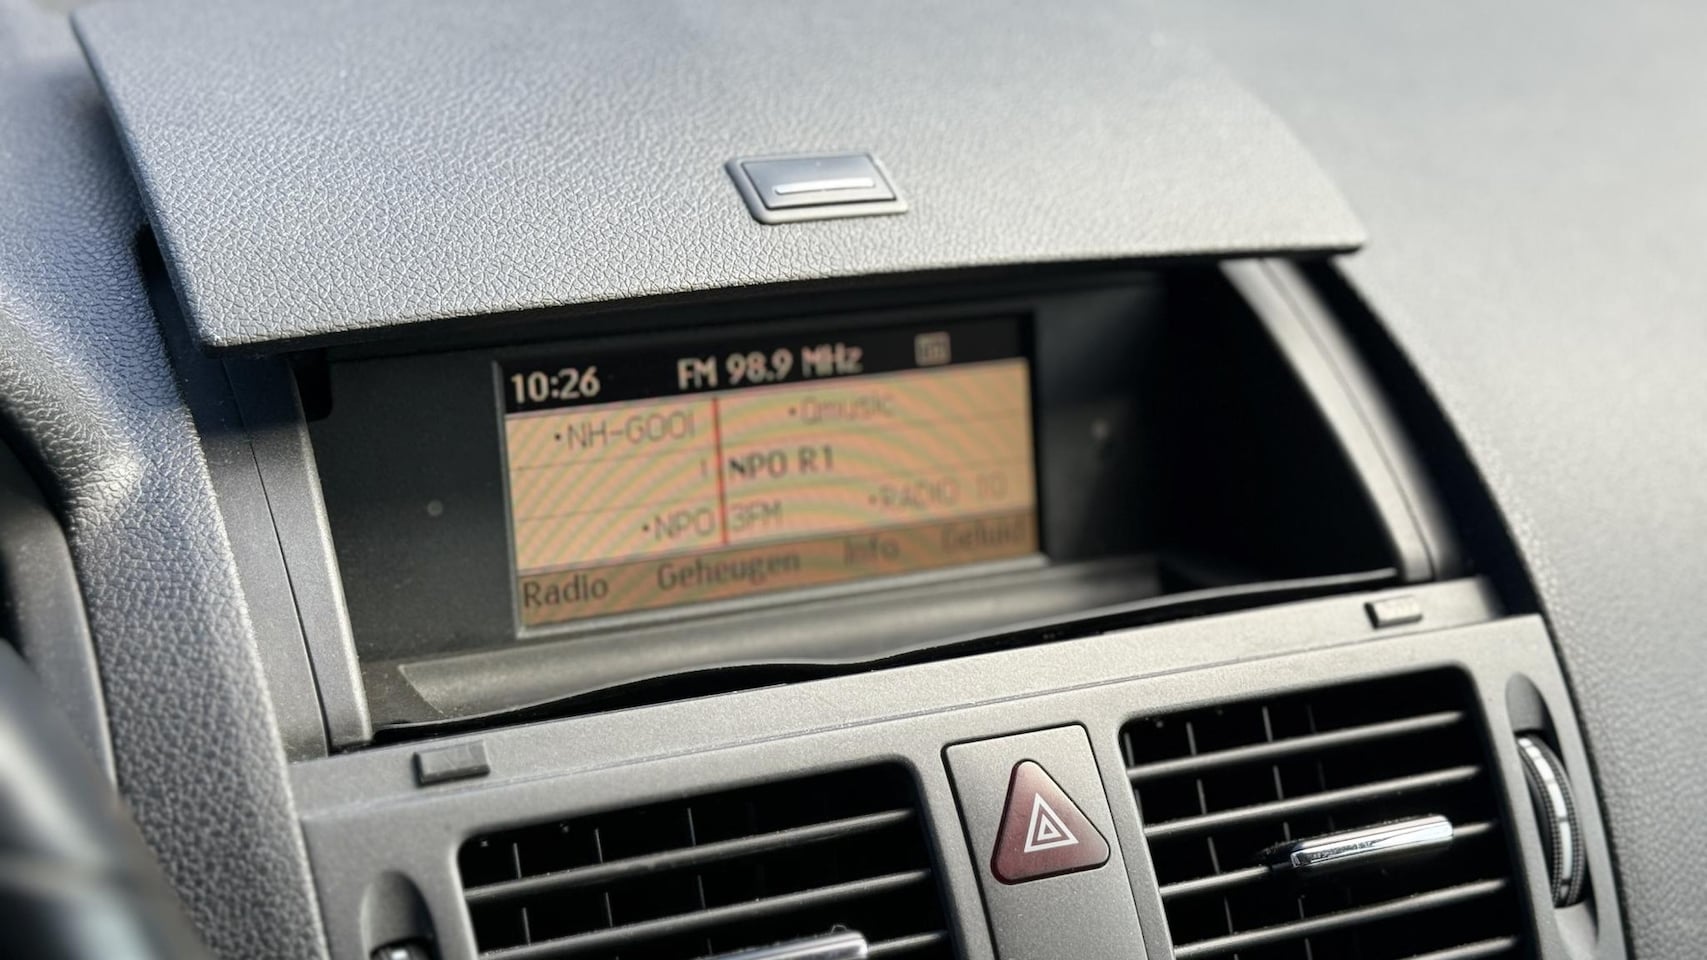 10:26 FM 98.9 MHz
•NH-GOOI •Qmusic
NPO R1
•NPO 3FM •RADIO 10
Radio Geheugen Info Geluid